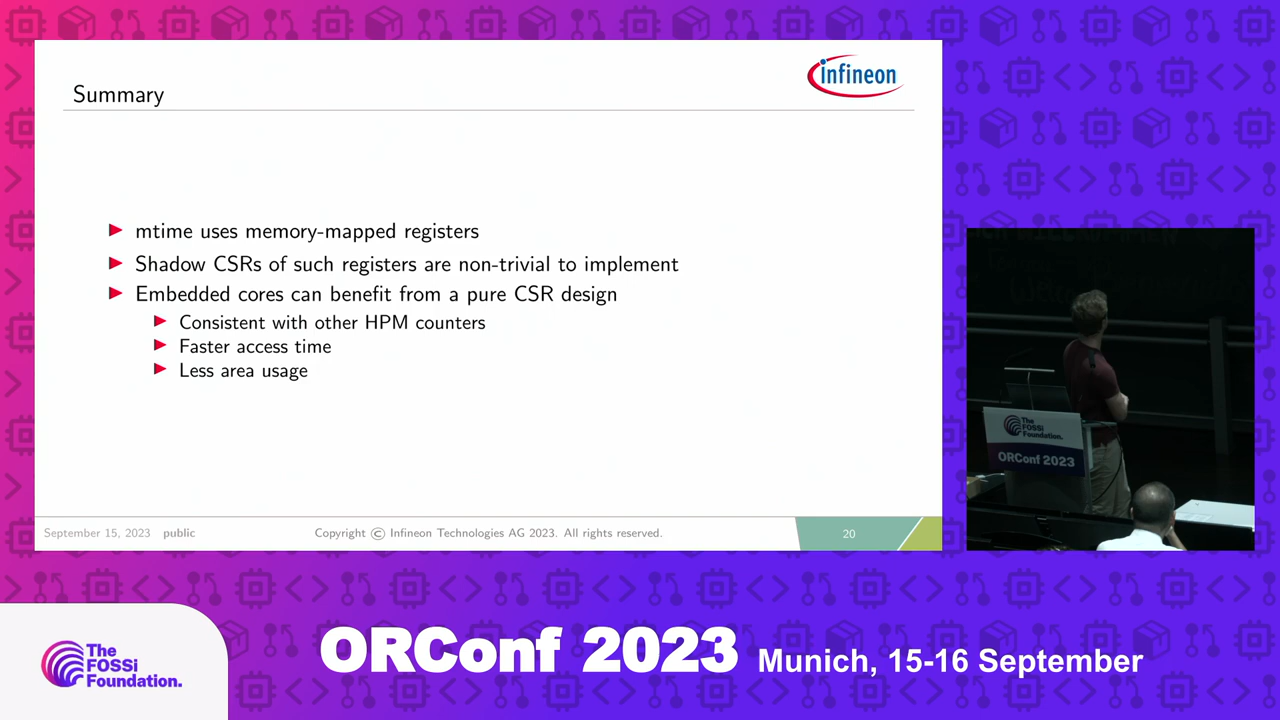 infineon
Summary
mtime uses memory-mapped registers
Shadow CSRs of such registers are non-trivial to implement
Embedded cores can benefit from a pure CSR design
Consistent with other HPM counters
Faster access time
Less area usage
September 15, 2023 public
Copyright © Infineon Technologies AG 2023. All rights reserved.
20
The
FOSSi
Foundation.
ORConf 2023
The
FOSSi
Foundation.
ORConf 2023 Munich, 15-16 September